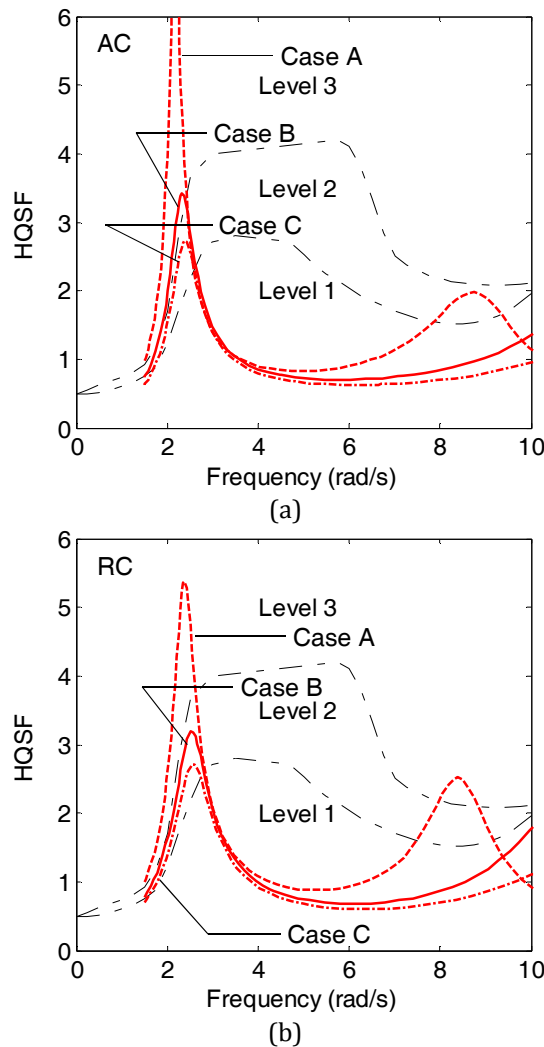 6
AC
Case A
5
Level 3
Case B
4
Level 2
HQSF
3
Case C
2
Level 1
1
0
0 2 4 6 8 10
Frequency (rad/s)
(a)
6
RC
5
Level 3
Case A
4
Case B
Level 2
HQSF
3
2
Level 1
1
Case C
0
0 2 4 6 8 10
Frequency (rad/s)
(b)